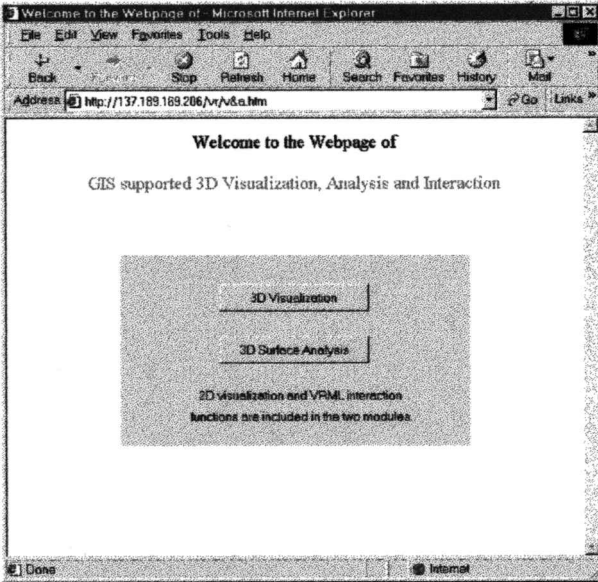 Welcome to the Webpage of - Microsoft Internet Explorer
File Edit View Favorites Tools Help
Back Forward Stop Refresh Home Search Favorites History Mail »
Address http://137.189.189.206/vr/v&a.htm Go Links »
Welcome to the Webpage of
GIS supported 3D Visualization, Analysis and Interaction
3D Visualization
3D Surface Analysis
2D visualization and VRML interaction
functions are included in the two modules.
Done Internet